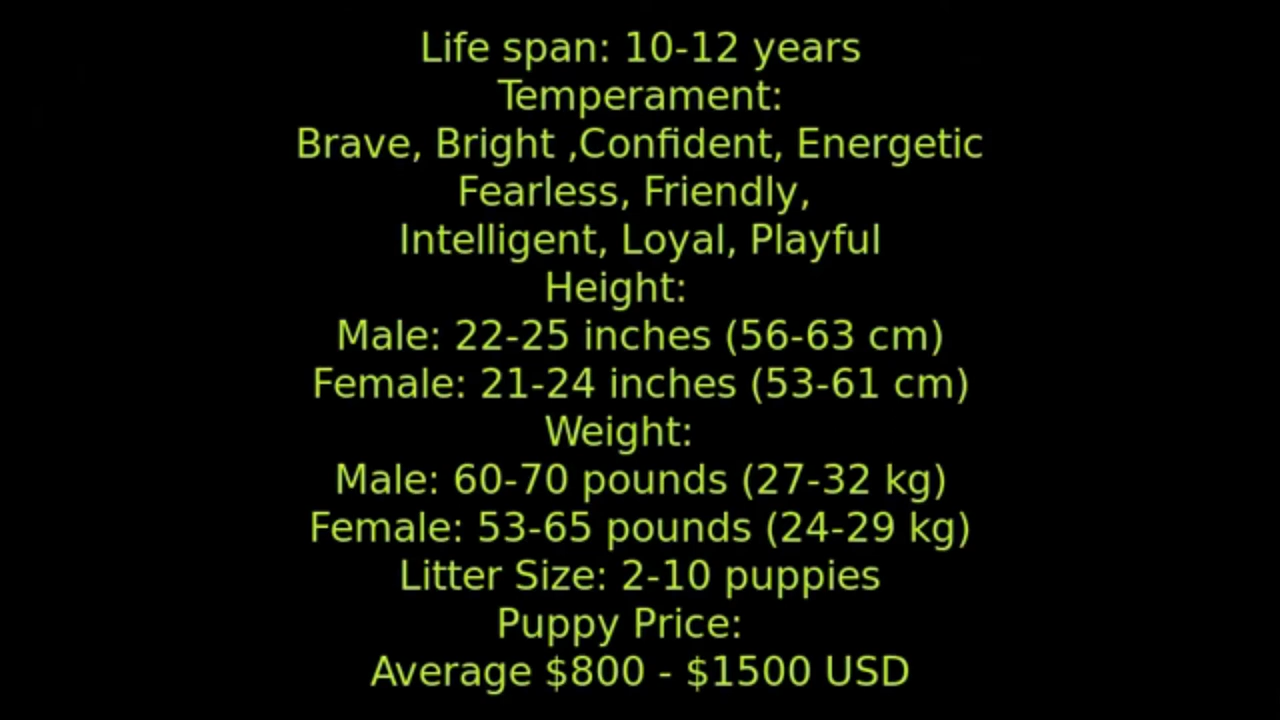 Life span: 10-12 years
Temperament:
Brave, Bright ,Confident, Energetic
Fearless, Friendly,
Intelligent, Loyal, Playful
Height:
Male: 22-25 inches (56-63 cm)
Female: 21-24 inches (53-61 cm)
Weight:
Male: 60-70 pounds (27-32 kg)
Female: 53-65 pounds (24-29 kg)
Litter Size: 2-10 puppies
Puppy Price:
Average $800 - $1500 USD